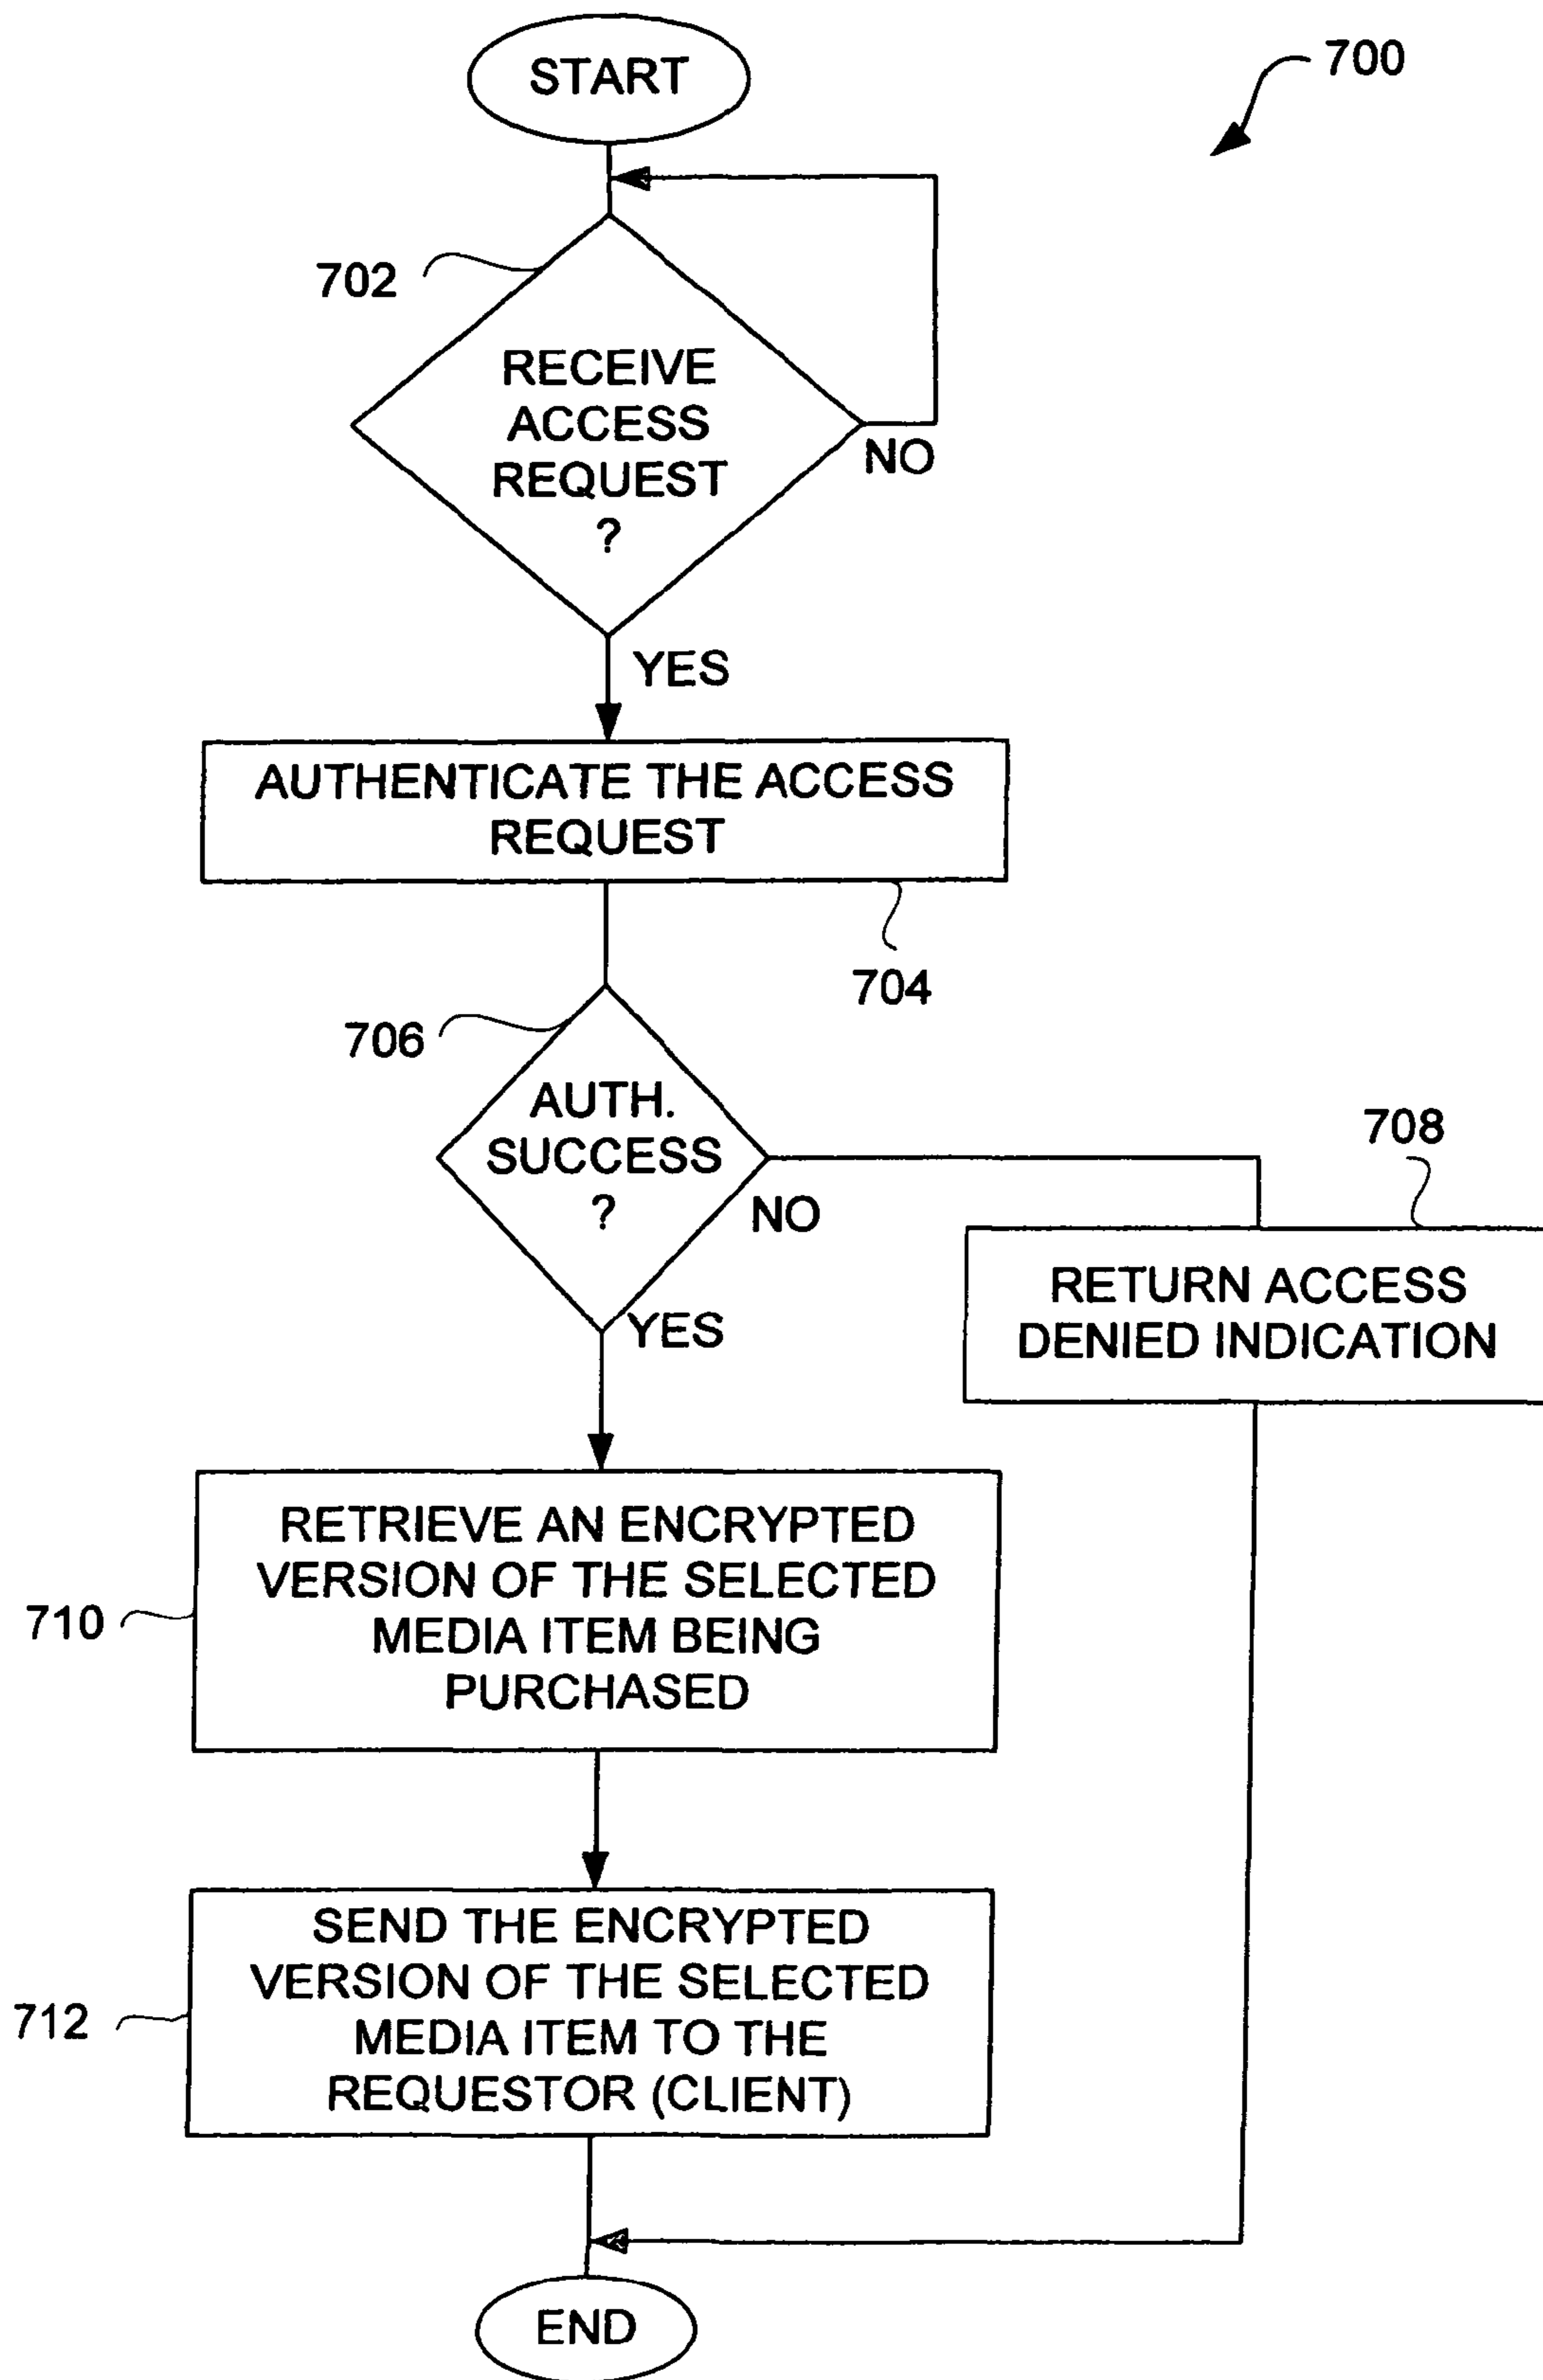 START
700
702
RECEIVE
ACCESS
REQUEST
?
NO
YES
AUTHENTICATE THE ACCESS
REQUEST
704
706
AUTH.
SUCCESS
?
NO
YES
708
RETURN ACCESS
DENIED INDICATION
710
RETRIEVE AN ENCRYPTED
VERSION OF THE SELECTED
MEDIA ITEM BEING
PURCHASED
712
SEND THE ENCRYPTED
VERSION OF THE SELECTED
MEDIA ITEM TO THE
REQUESTOR (CLIENT)
END